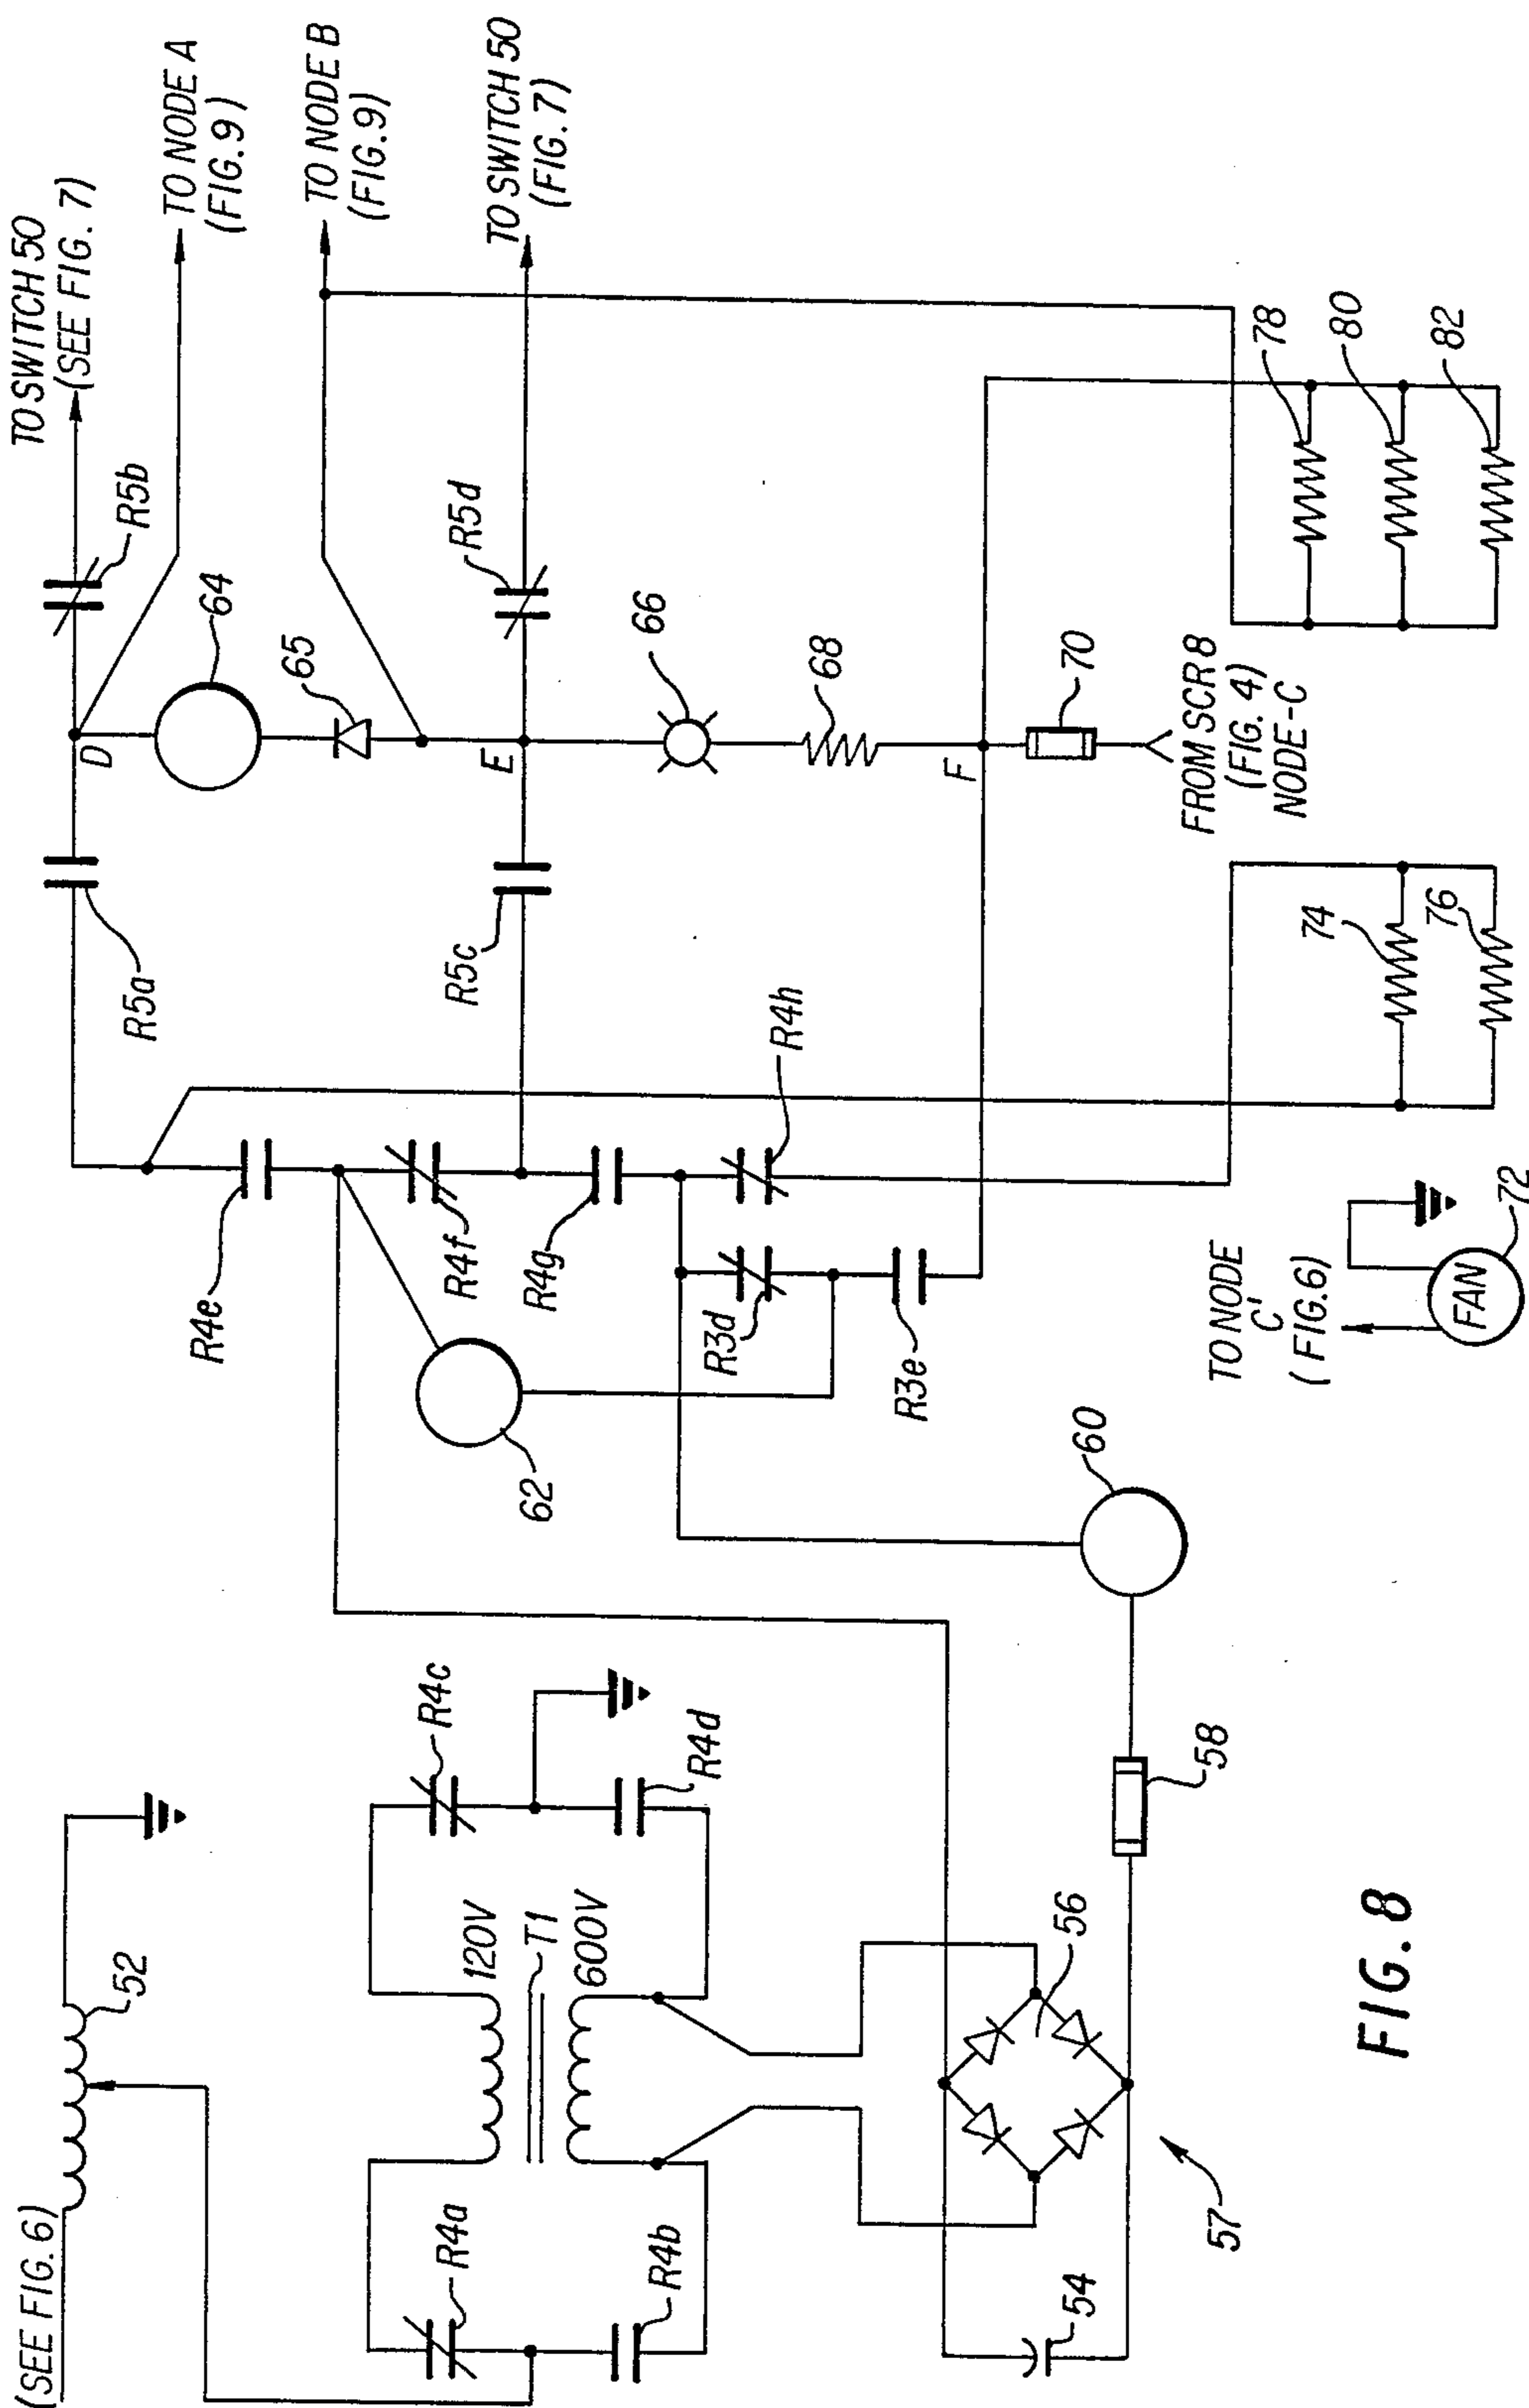 (SEE FIG. 6)
52
R4a
R4b
120V
T1
600V
R4c
R4d
54
56
57
58
60
62
R4e
R4f
R4g
R4h
R3d
R3e
R5a
R5c
D
E
F
64
65
66
68
70
R5b
R5d
TO SWITCH 50
(SEE FIG. 7)
TO NODE A
(FIG.9)
TO NODE B
(FIG.9)
TO SWITCH 50
(FIG.7)
FROM SCR 8
(FIG. 4)
NODE-C
TO NODE
C'
(FIG.6)
FAN
72
74
76
78
80
82
FIG. 8